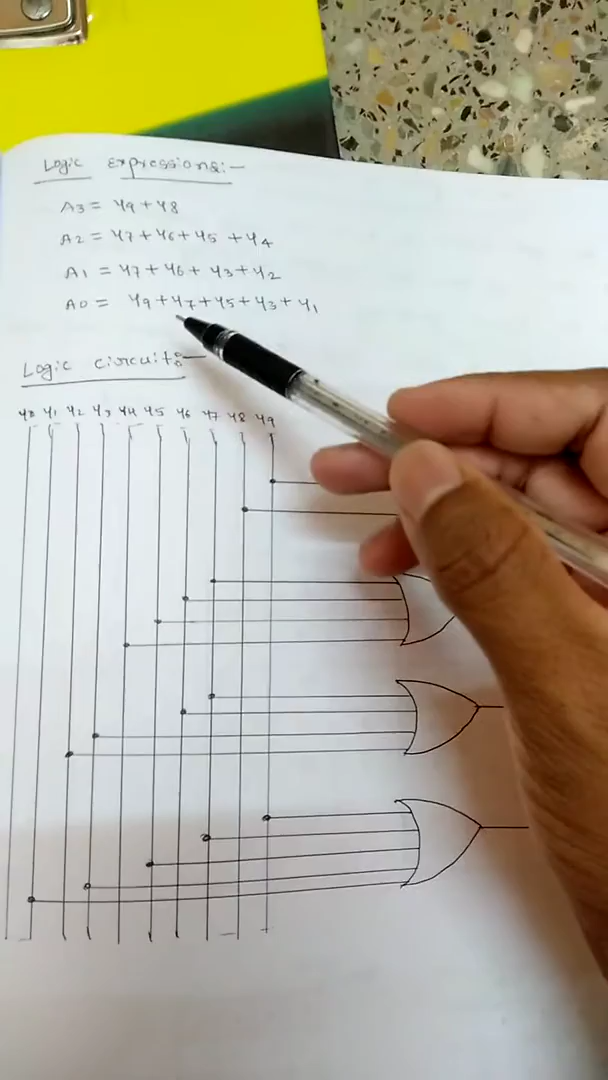 Logic expressions:-
A3 = Y9+Y8
A2 = Y7+Y6+Y5+Y4
A1 = Y7+Y6+Y3+Y2
A0 = Y9+Y7+Y5+Y3+Y1
Logic circuit:-
Y0 Y1 Y2 Y3 Y4 Y5 Y6 Y7 Y8 Y9